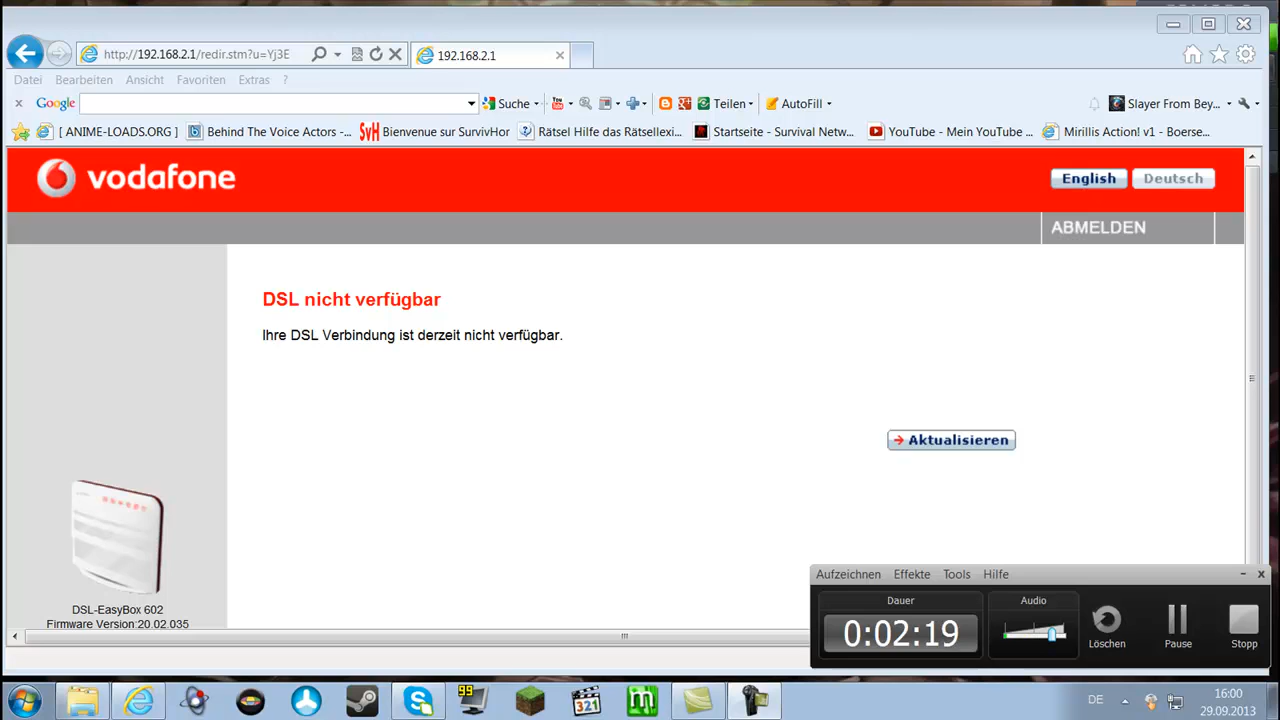 http://192.168.2.1/redir.stm?u=Yj3E
192.168.2.1
Datei Bearbeiten Ansicht Favoriten Extras ?
Google Suche Teilen AutoFill Slayer From Bey...
[ ANIME-LOADS.ORG ] Behind The Voice Actors -... SvH Bienvenue sur SurvivHor Rätsel Hilfe das Rätsellexi... Startseite - Survival Netw... YouTube - Mein YouTube ... Mirillis Action! v1 - Boerse...
vodafone
English Deutsch
ABMELDEN
DSL nicht verfügbar
Ihre DSL Verbindung ist derzeit nicht verfügbar.
Aktualisieren
DSL-EasyBox 602
Firmware Version:20.02.035
Aufzeichnen Effekte Tools Hilfe
Dauer Audio
0:02:19
Löschen Pause Stopp
99
321
DE
16:00
29.09.2013